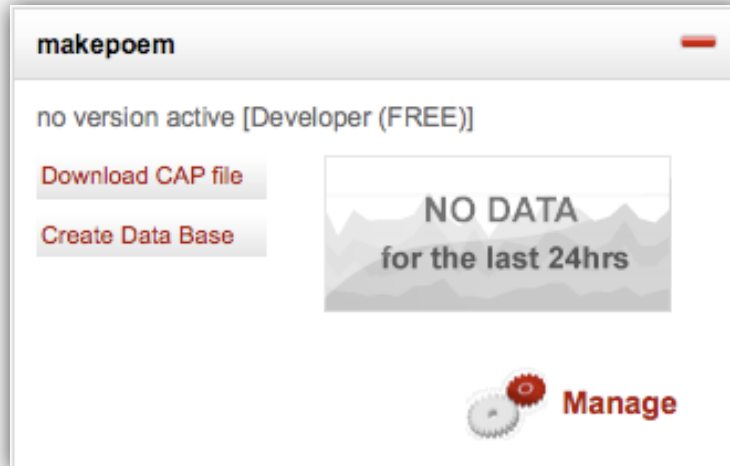 makepoem
no version active [Developer (FREE)]
Download CAP file
Create Data Base
NO DATA
for the last 24hrs
Manage